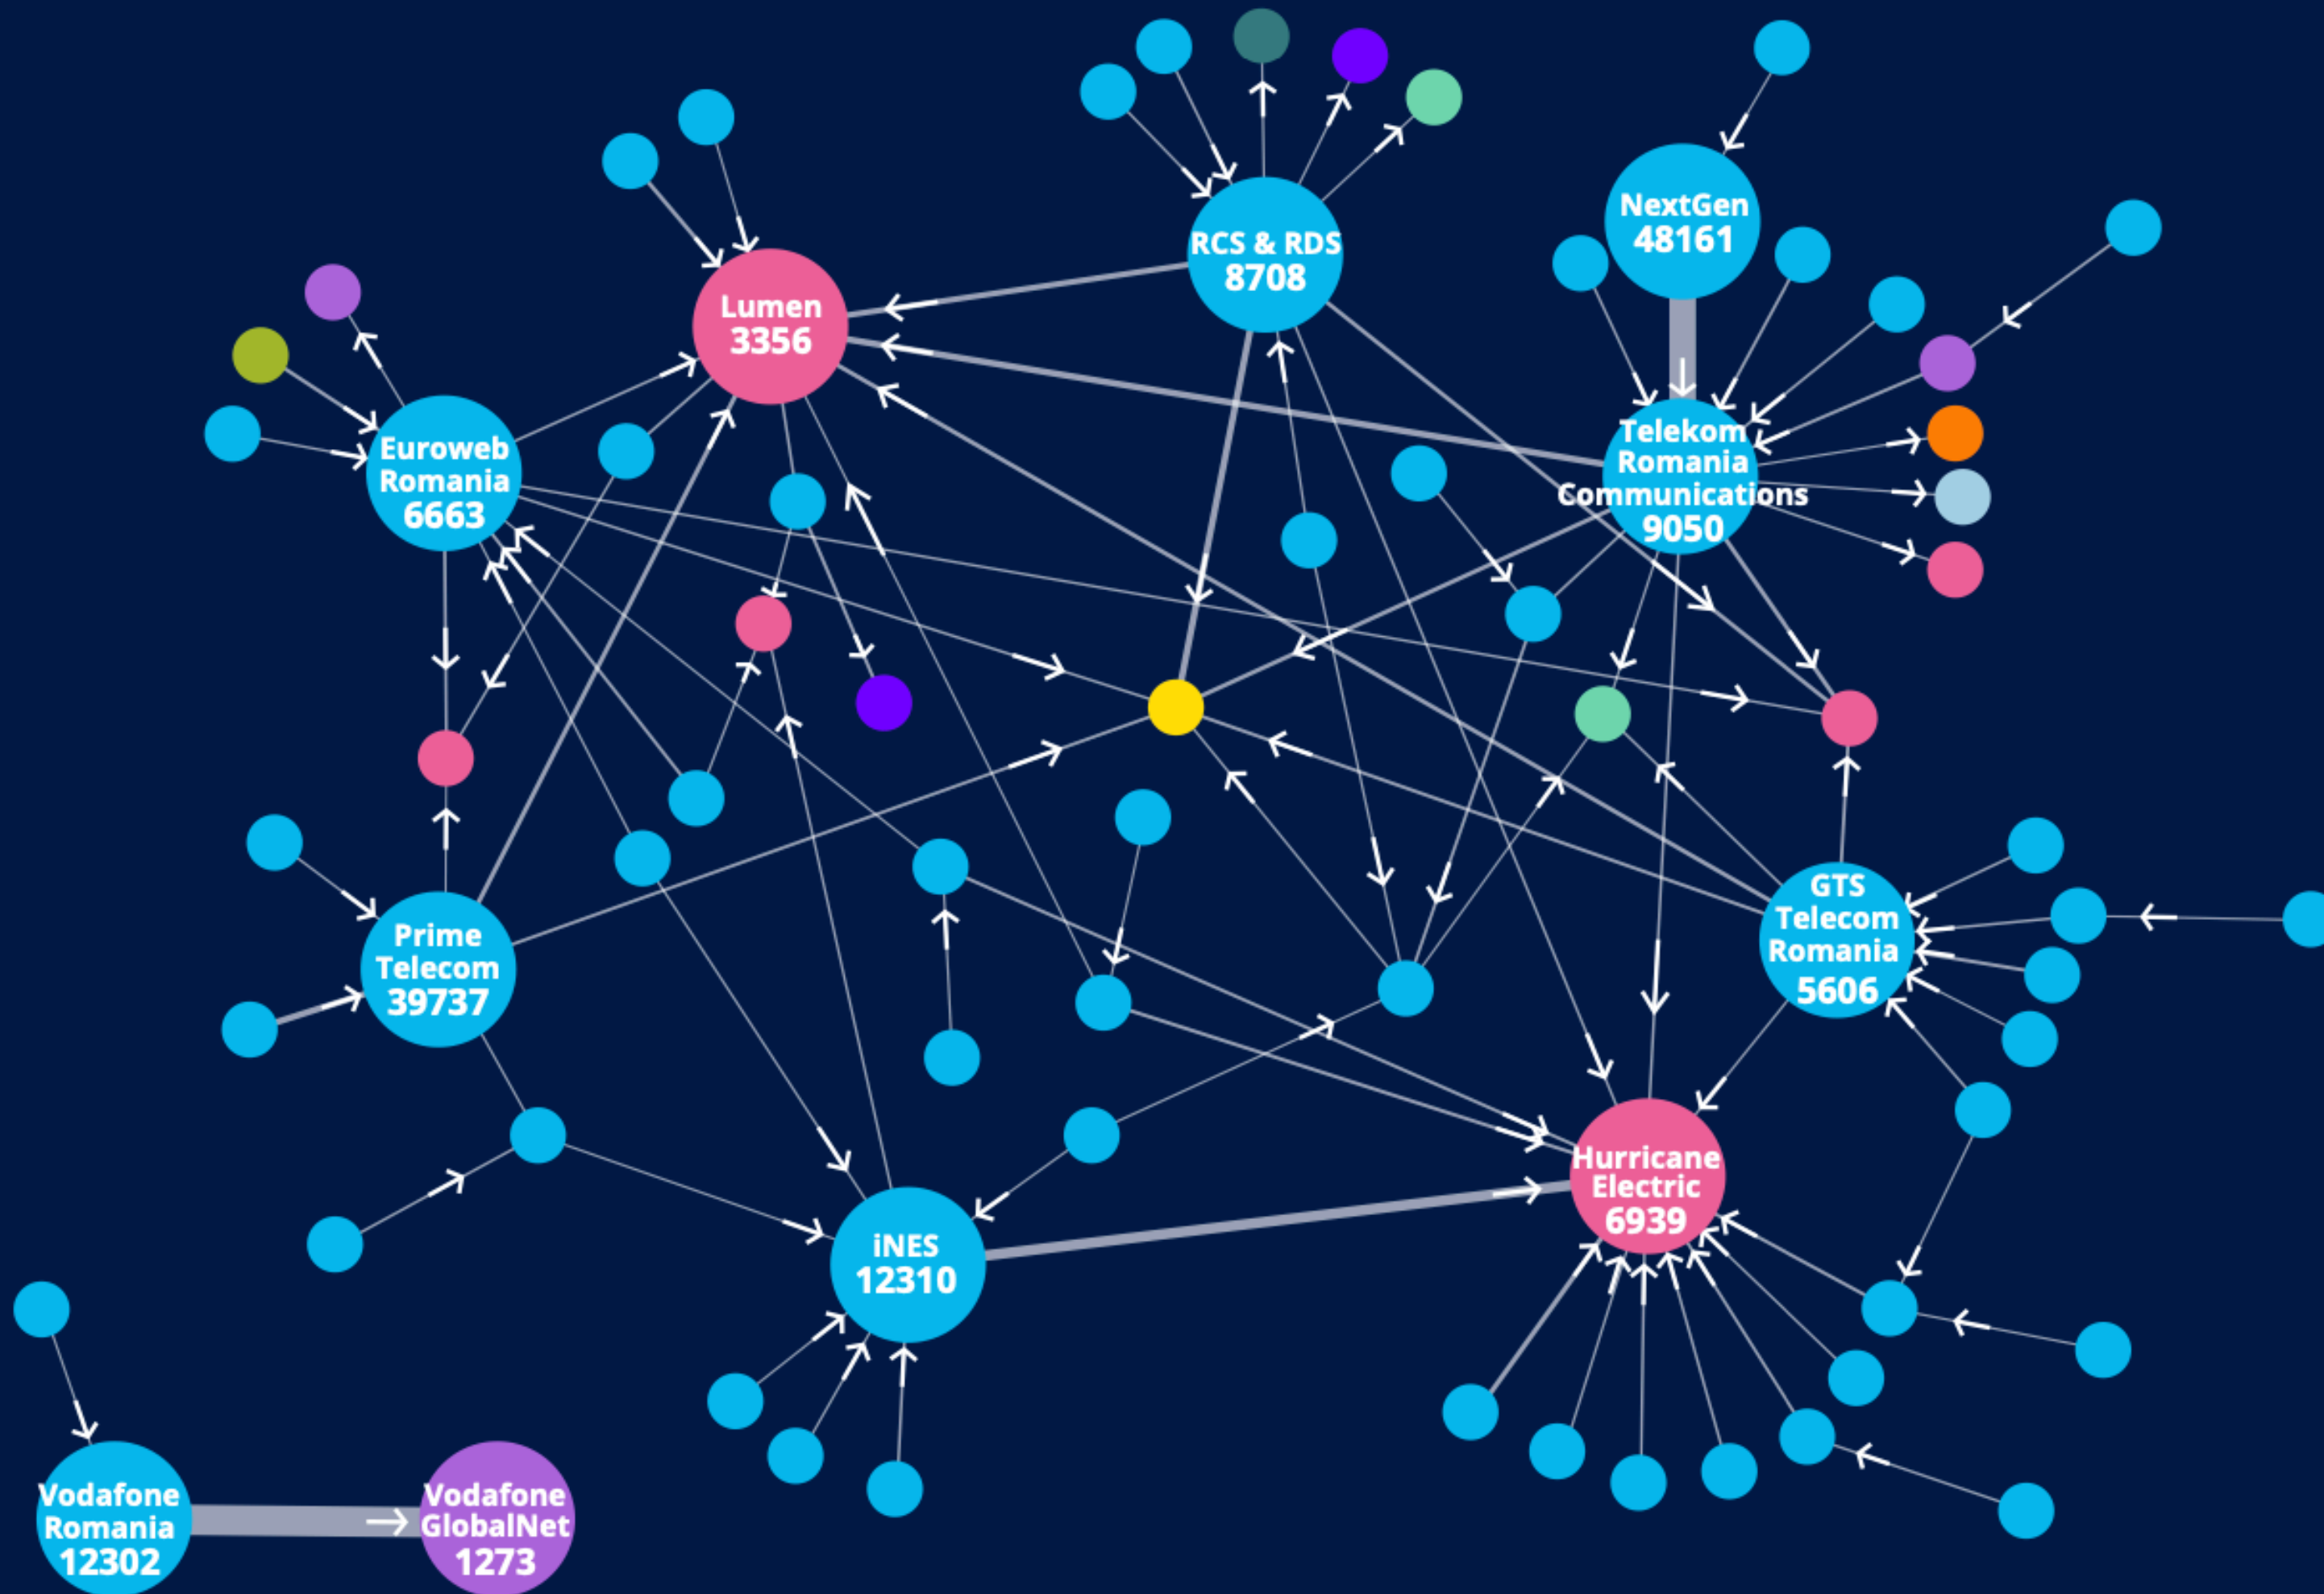 NextGen
48161
RCS & RDS
8708
Lumen
3356
Telekom
Romania
Communications
9050
Euroweb
Romania
6663
GTS
Telecom
Romania
5606
Prime
Telecom
39737
Hurricane
Electric
6939
iNES
12310
Vodafone
Romania
12302
Vodafone
GlobalNet
1273